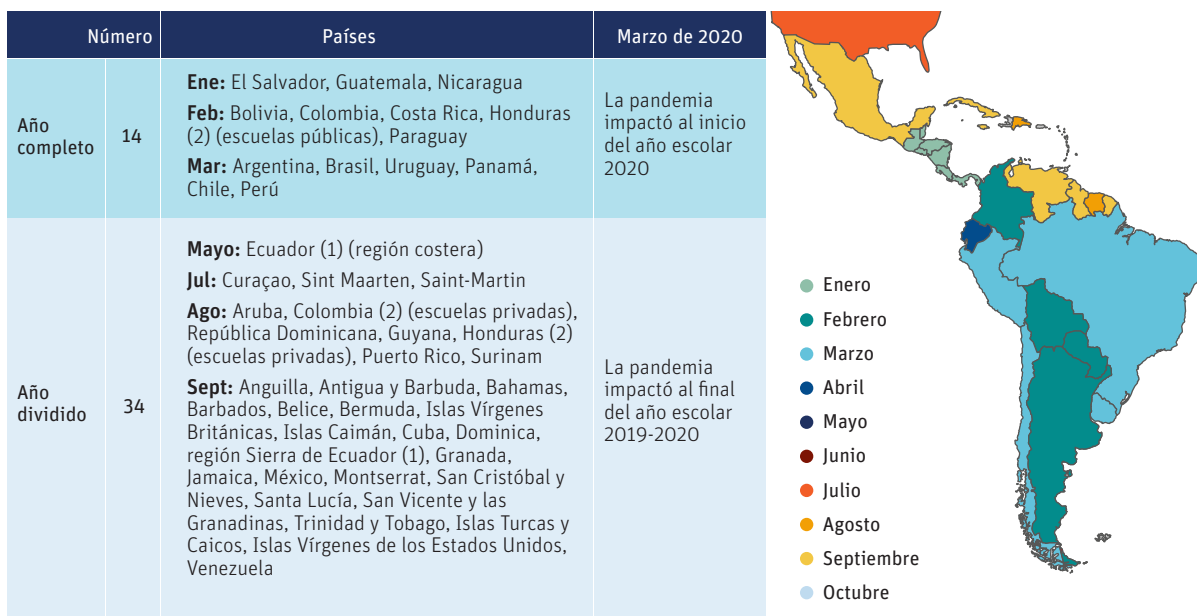 Número Países Marzo de 2020
Año
completo
14
Ene: El Salvador, Guatemala, Nicaragua
Feb: Bolivia, Colombia, Costa Rica, Honduras
(2) (escuelas públicas), Paraguay
Mar: Argentina, Brasil, Uruguay, Panamá,
Chile, Perú
La pandemia
impactó al inicio
del año escolar
2020
Año
dividido
34
Mayo: Ecuador (1) (región costera)
Jul: Curaçao, Sint Maarten, Saint-Martin
Ago: Aruba, Colombia (2) (escuelas privadas),
República Dominicana, Guyana, Honduras (2)
(escuelas privadas), Puerto Rico, Surinam
Sept: Anguilla, Antigua y Barbuda, Bahamas,
Barbados, Belice, Bermuda, Islas Vírgenes
Británicas, Islas Caimán, Cuba, Dominica,
región Sierra de Ecuador (1), Granada,
Jamaica, México, Montserrat, San Cristóbal y
Nieves, Santa Lucía, San Vicente y las
Granadinas, Trinidad y Tobago, Islas Turcas y
Caicos, Islas Vírgenes de los Estados Unidos,
Venezuela
La pandemia
impactó al final
del año escolar
2019-2020
Enero
Febrero
Marzo
Abril
Mayo
Junio
Julio
Agosto
Septiembre
Octubre